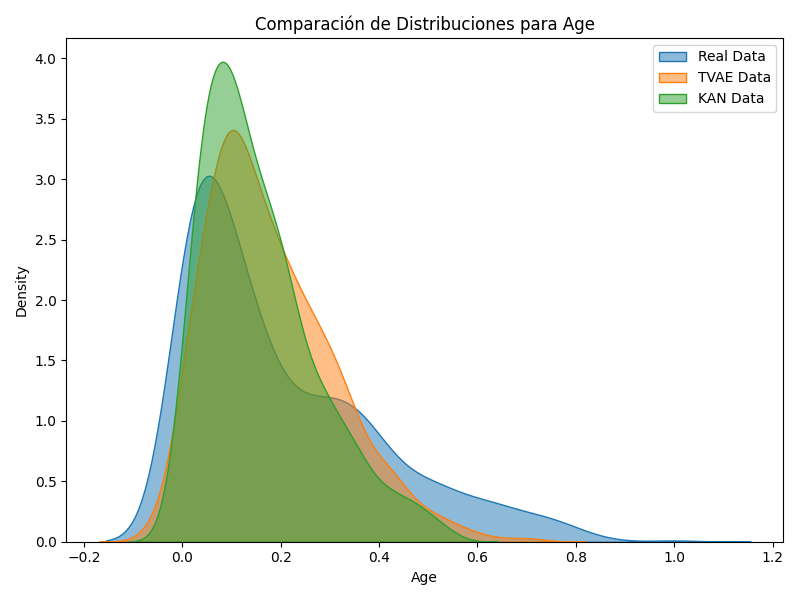 Comparación de Distribuciones para Age
Real Data
TVAE Data
KAN Data
4.0
3.5
3.0
2.5
2.0
1.5
1.0
0.5
0.0
Density
−0.2 0.0 0.2 0.4 0.6 0.8 1.0 1.2
Age